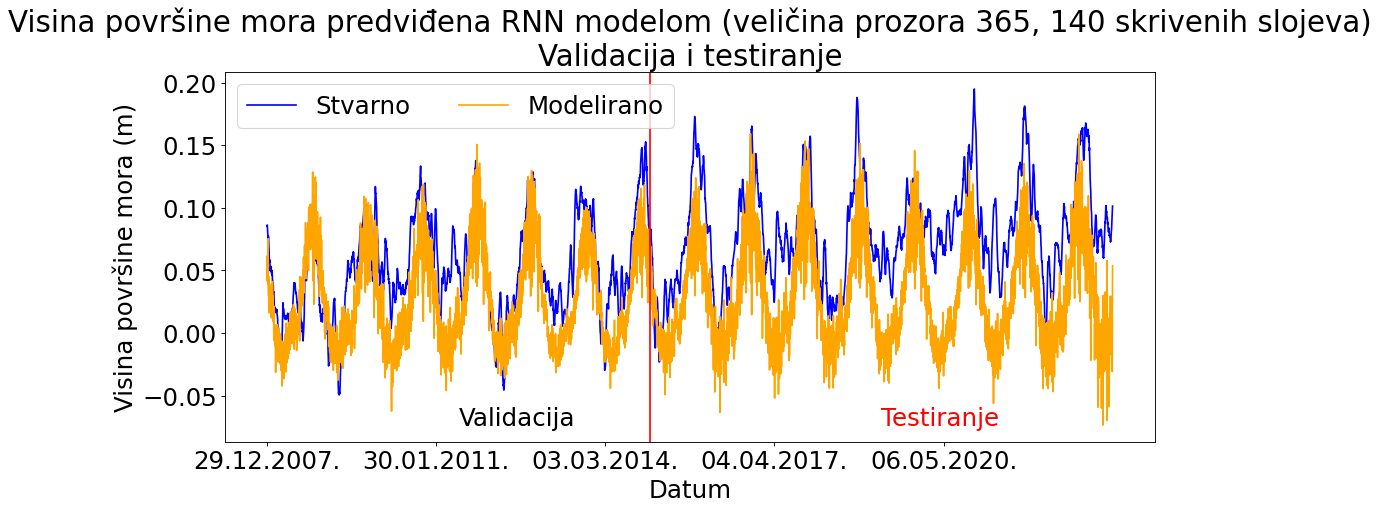 Visina površine mora predviđena RNN modelom (veličina prozora 365, 140 skrivenih slojeva)
Validacija i testiranje
Stvarno
Modelirano
Visina površine mora (m)
0.20
0.15
0.10
0.05
0.00
−0.05
Validacija
Testiranje
29.12.2007.
30.01.2011.
03.03.2014.
04.04.2017.
06.05.2020.
Datum